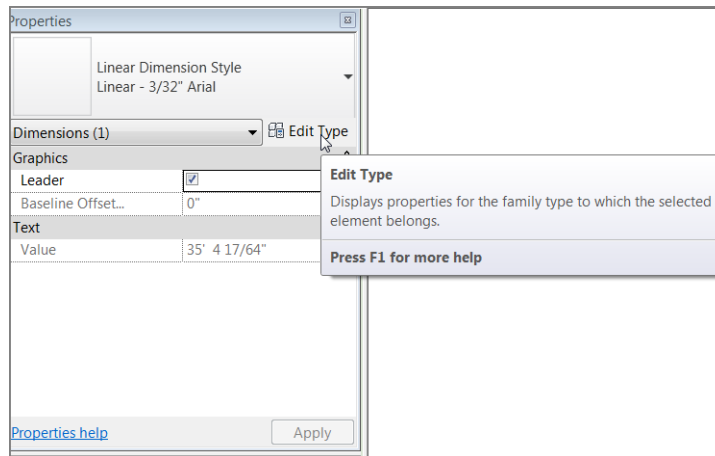 Properties
Linear Dimension Style
Linear - 3/32" Arial
Dimensions (1)
Edit Type
Graphics
Leader
Baseline Offset...
0"
Text
Value
35' 4 17/64"
Edit Type
Displays properties for the family type to which the selected
element belongs.
Press F1 for more help
Properties help
Apply